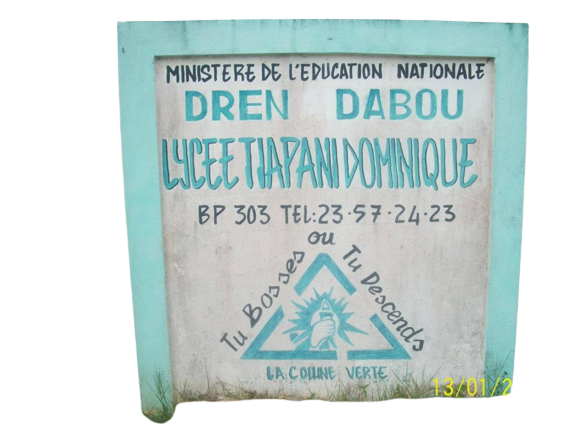 MINISTERE DE L'EDUCATION NATIONALE
DREN DABOU
LYCEE TIAPANI DOMINIQUE
BP 303 TEL:23-57-24-23
Tu Bosses ou Tu Descends
LA COLLINE VERTE
13/01/2